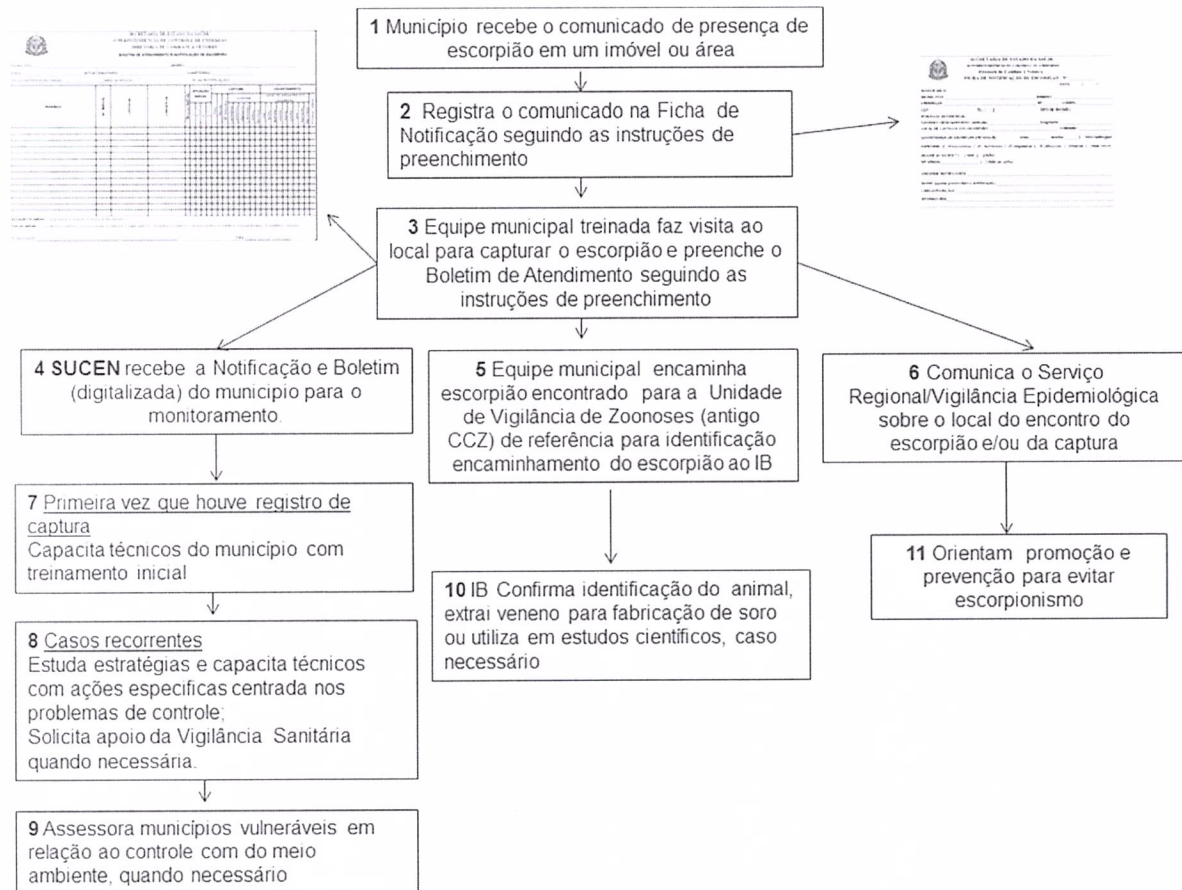 1 Município recebe o comunicado de presença de
escorpião em um imóvel ou área
2 Registra o comunicado na Ficha de
Notificação seguindo as instruções de
preenchimento
3 Equipe municipal treinada faz visita ao
local para capturar o escorpião e preenche o
Boletim de Atendimento seguindo as
instruções de preenchimento
4 SUCEN recebe a Notificação e Boletim
(digitalizada) do municipio para o
monitoramento.
5 Equipe municipal encaminha
escorpião encontrado para a Unidade
de Vigilância de Zoonoses (antigo
CCZ) de referência para identificação
encaminhamento do escorpião ao IB
6 Comunica o Serviço
Regional/Vigilância Epidemiológica
sobre o local do encontro do
escorpião e/ou da captura
7 Primeira vez que houve registro de
captura
Capacita técnicos do município com
treinamento inicial
8 Casos recorrentes
Estuda estratégias e capacita técnicos
com ações especificas centrada nos
problemas de controle;
Solicita apoio da Vigilância Sanitária
quando necessária.
9 Assessora municípios vulneráveis em
relação ao controle com do meio
ambiente, quando necessário
10 IB Confirma identificação do animal,
extrai veneno para fabricação de soro
ou utiliza em estudos científicos, caso
necessário
11 Orientam promoção e
prevenção para evitar
escorpionismo